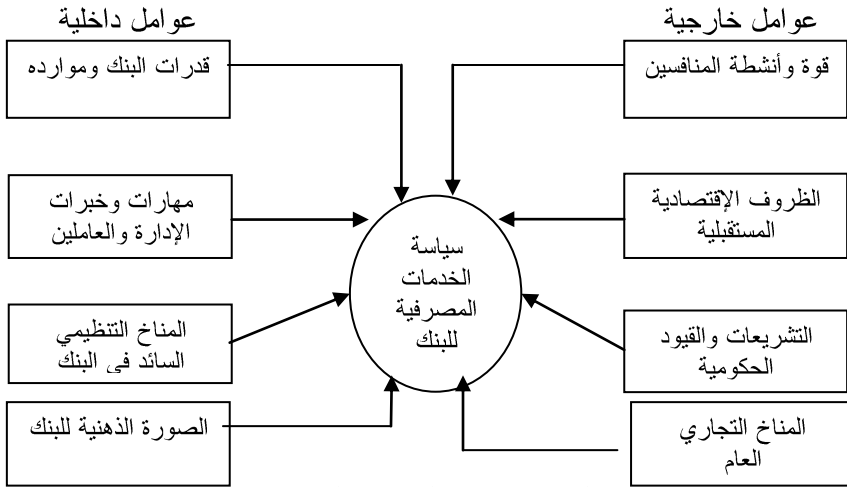 عوامل خارجية
عوامل داخلية
قوة وأنشطة المنافسين
قدرات البنك وموارده
الظروف الإقتصادية
المستقبلية
مهارات وخبرات
الإدارة والعاملين
سياسة
الخدمات
المصرفية
للبنك
التشريعات والقيود
الحكومية
المناخ التنظيمي
السائد في البنك
المناخ التجاري
العام
الصورة الذهنية للبنك